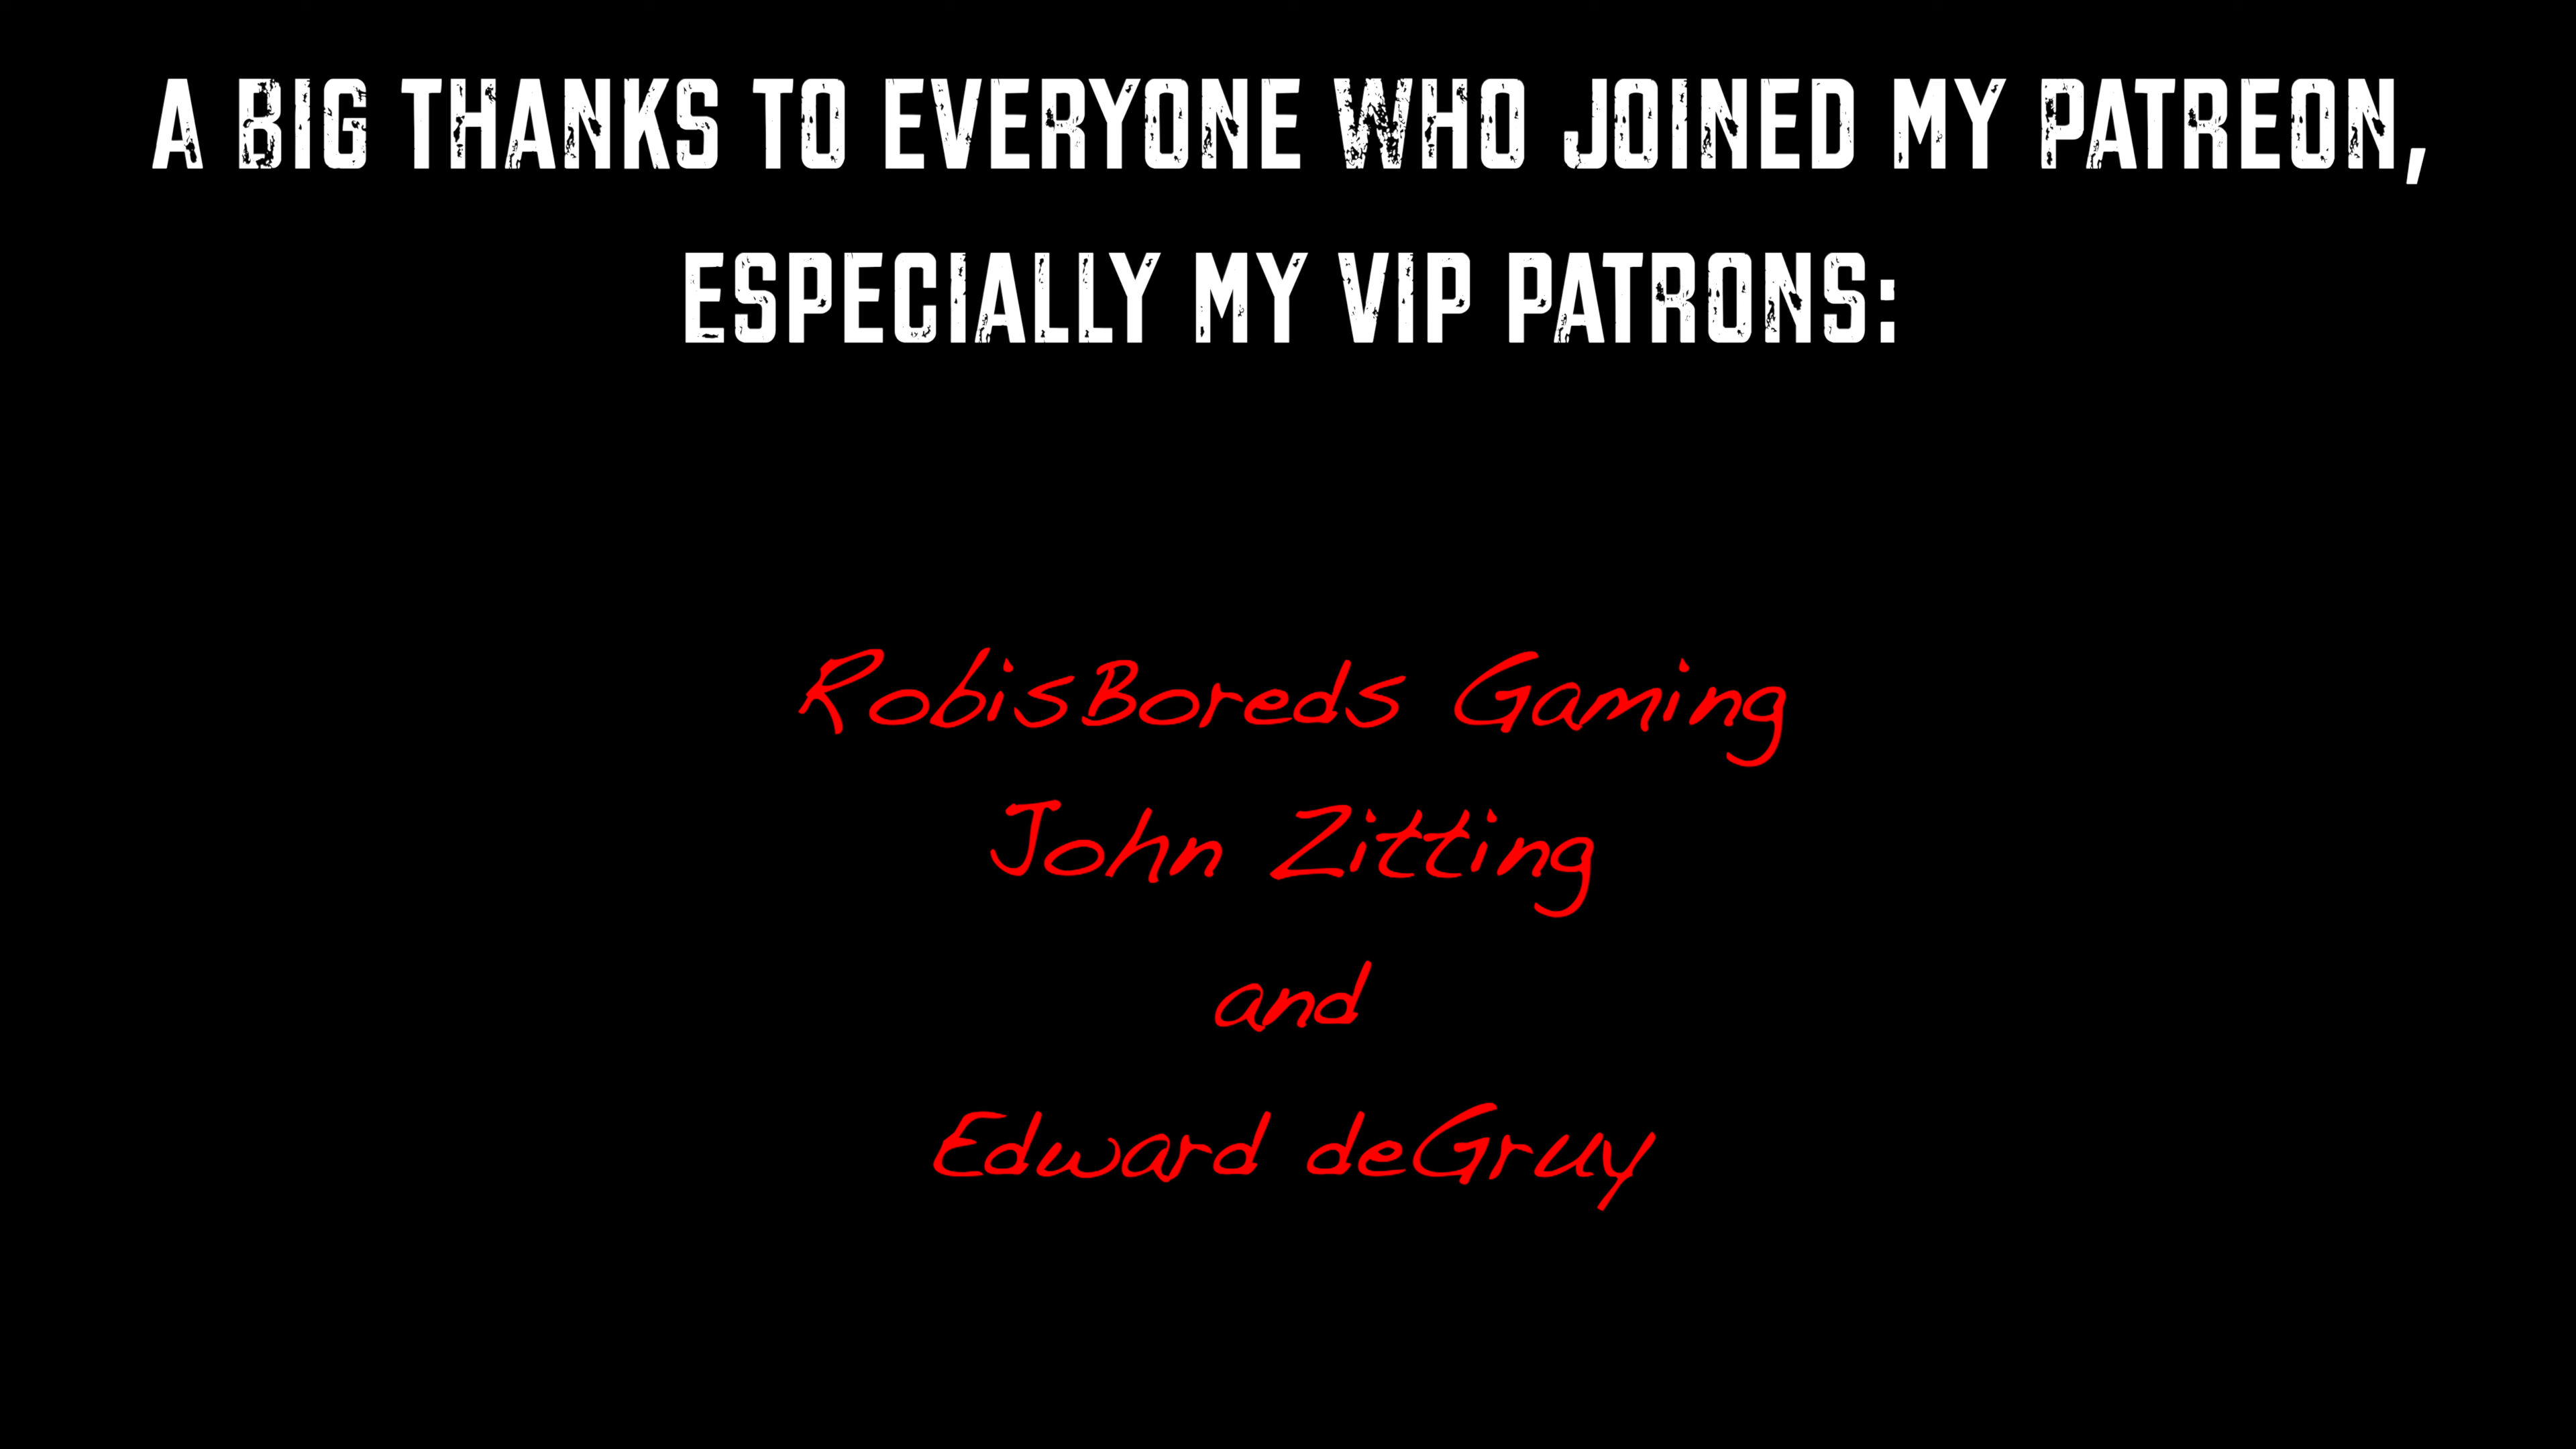 A BIG THANKS TO EVERYONE WHO JOINED MY PATREON,
ESPECIALLY MY VIP PATRONS:
RobisBoreds Gaming
John Zitting
and
Edward deGruy